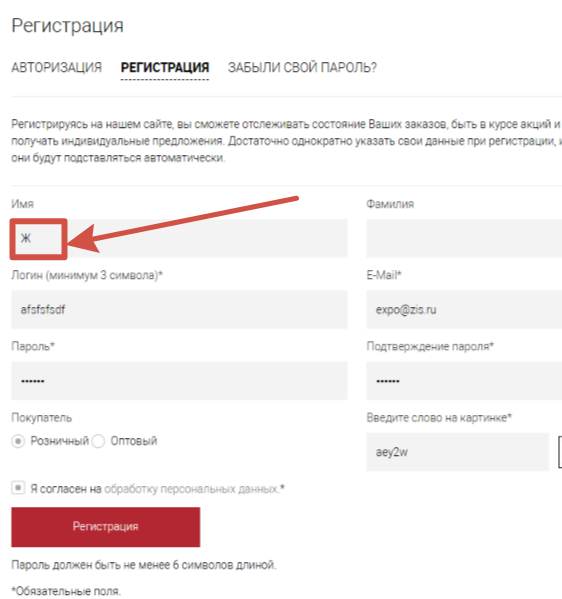 Регистрация
АВТОРИЗАЦИЯ РЕГИСТРАЦИЯ ЗАБЫЛИ СВОЙ ПАРОЛЬ?
Регистрируясь на нашем сайте, вы сможете отслеживать состояние Ваших заказов, быть в курсе акций и
получать индивидуальные предложения. Достаточно однократно указать свои данные при регистрации, и
они будут подставляться автоматически.
Имя Фамилия
Ж
Логин (минимум 3 символа)* E-Mail*
afsfsfsdf expo@zis.ru
Пароль* Подтверждение пароля*
•••••• ••••••
Покупатель Введите слово на картинке*
Розничный Оптовый
aey2w
Я согласен на обработку персональных данных.*
Регистрация
Пароль должен быть не менее 6 символов длиной.
*Обязательные поля.